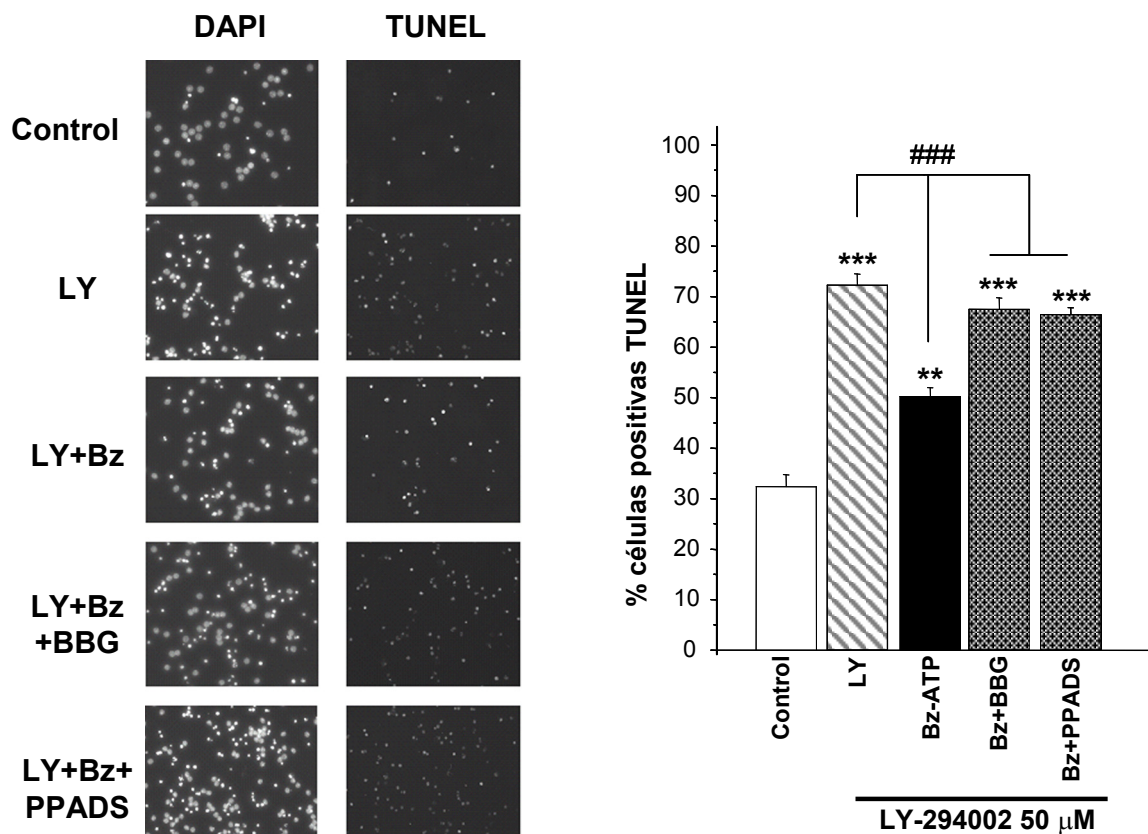 DAPI
TUNEL
Control
LY
LY+Bz
LY+Bz
+BBG
LY+Bz+
PPADS
% células positivas TUNEL
100
90
80
70
60
50
40
30
20
10
0
###
***
**
***
***
Control
LY
Bz-ATP
Bz+BBG
Bz+PPADS
LY-294002 50 µM